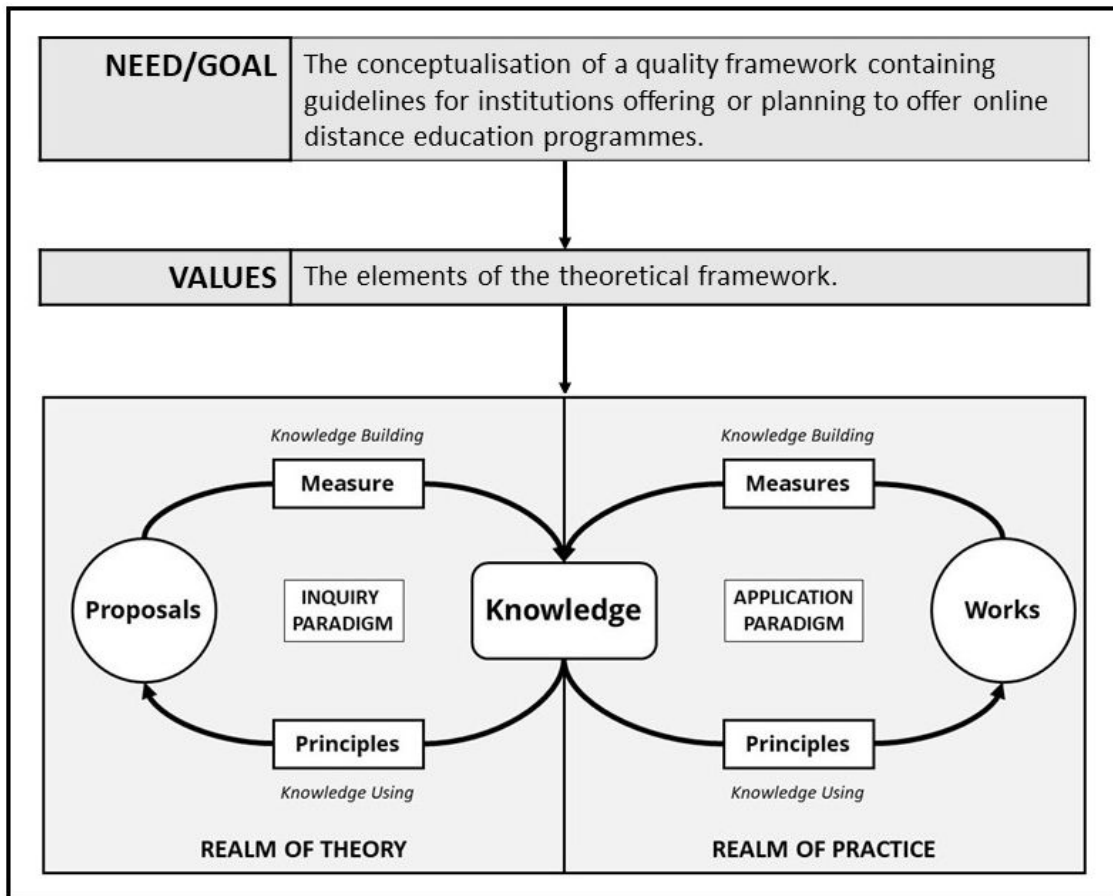 NEED/GOAL
The conceptualisation of a quality framework containing
guidelines for institutions offering or planning to offer online
distance education programmes.
VALUES
The elements of the theoretical framework.
Knowledge Building
Knowledge Building
Measure
Measures
Proposals
INQUIRY
PARADIGM
Knowledge
APPLICATION
PARADIGM
Works
Principles
Principles
Knowledge Using
Knowledge Using
REALM OF THEORY
REALM OF PRACTICE